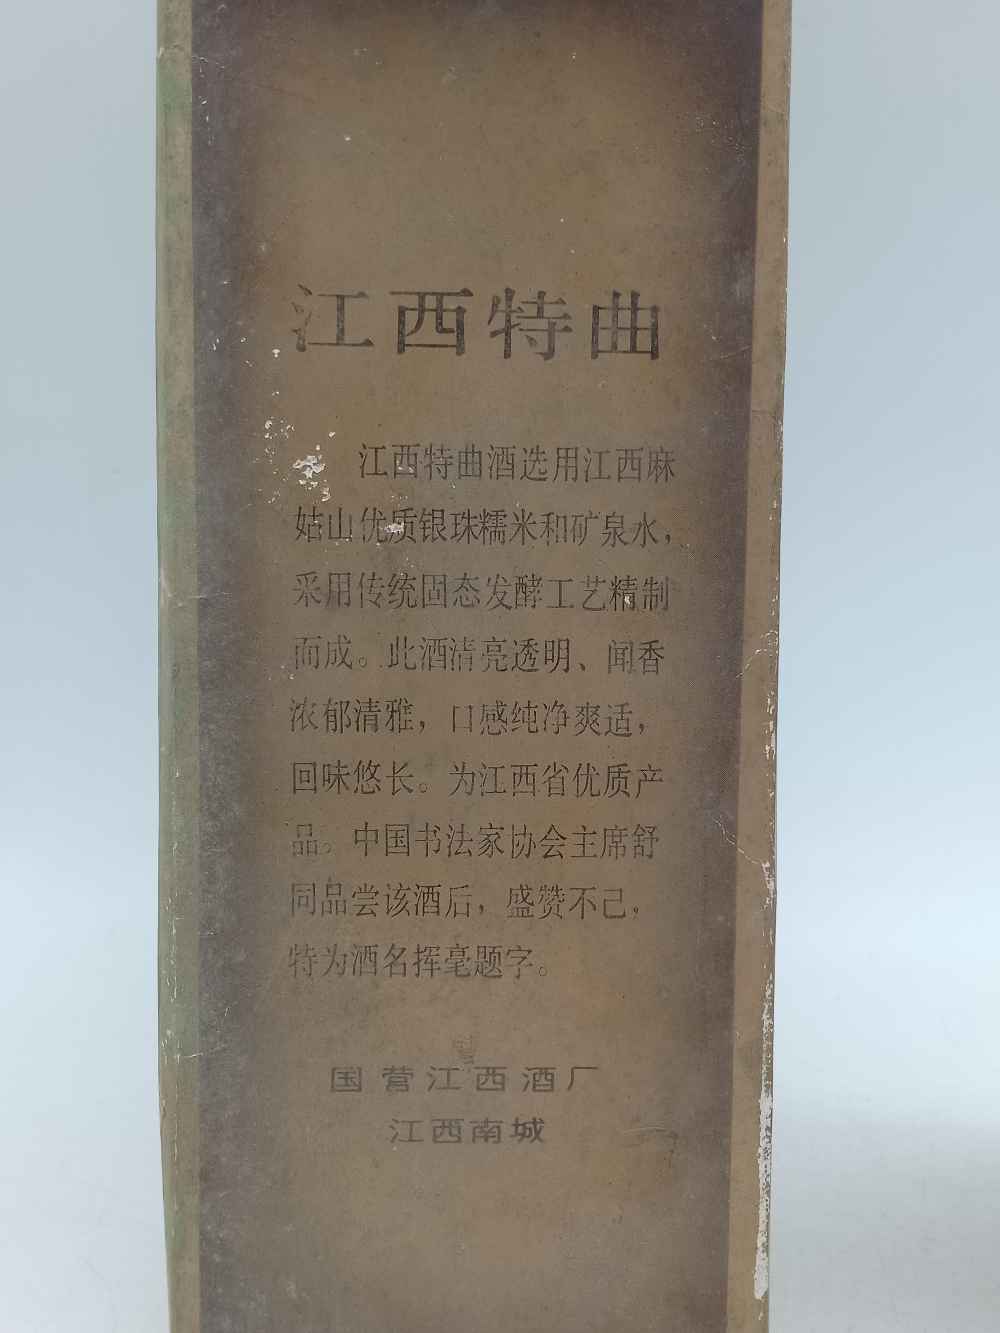 江西特曲
江西特曲酒选用江西麻
姑山优质银珠糯米和矿泉水，
采用传统固态发酵工艺精制
而成。此酒清亮透明、闻香
浓郁清雅，口感纯净爽适，
回味悠长。为江西省优质产
品。中国书法家协会主席舒
同品尝该酒后，盛赞不己，
特为酒名挥毫题字。
国营江西酒厂
江西南城